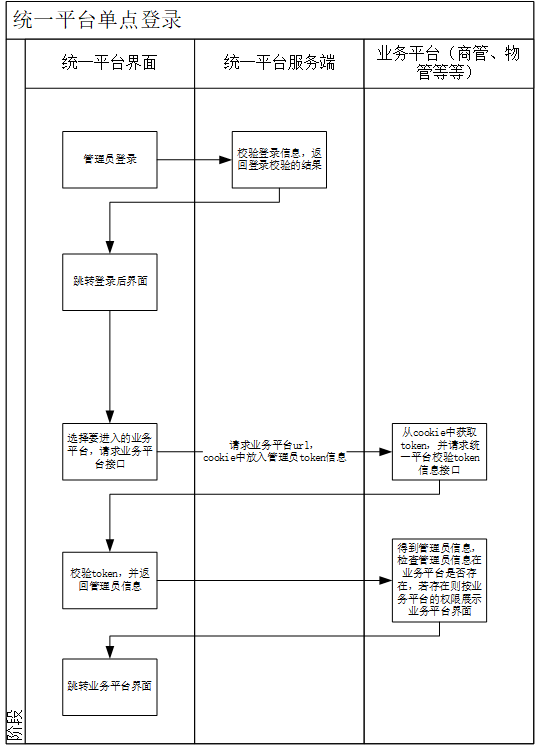 统一平台单点登录
统一平台界面
统一平台服务端
业务平台（商管、物
管等等）
管理员登录
校验登录信息，返
回登录校验的结果
跳转登录后界面
选择要进入的业务
平台，请求业务平
台接口
请求业务平台url，
cookie中放入管理员token信息
从cookie中获取
token，并请求统
一平台校验token
信息接口
校验token，并返
回管理员信息
得到管理员信息，
检查管理员信息在
业务平台是否存
在，若存在则按业
务平台的权限展示
业务平台界面
跳转业务平台界面
阶段